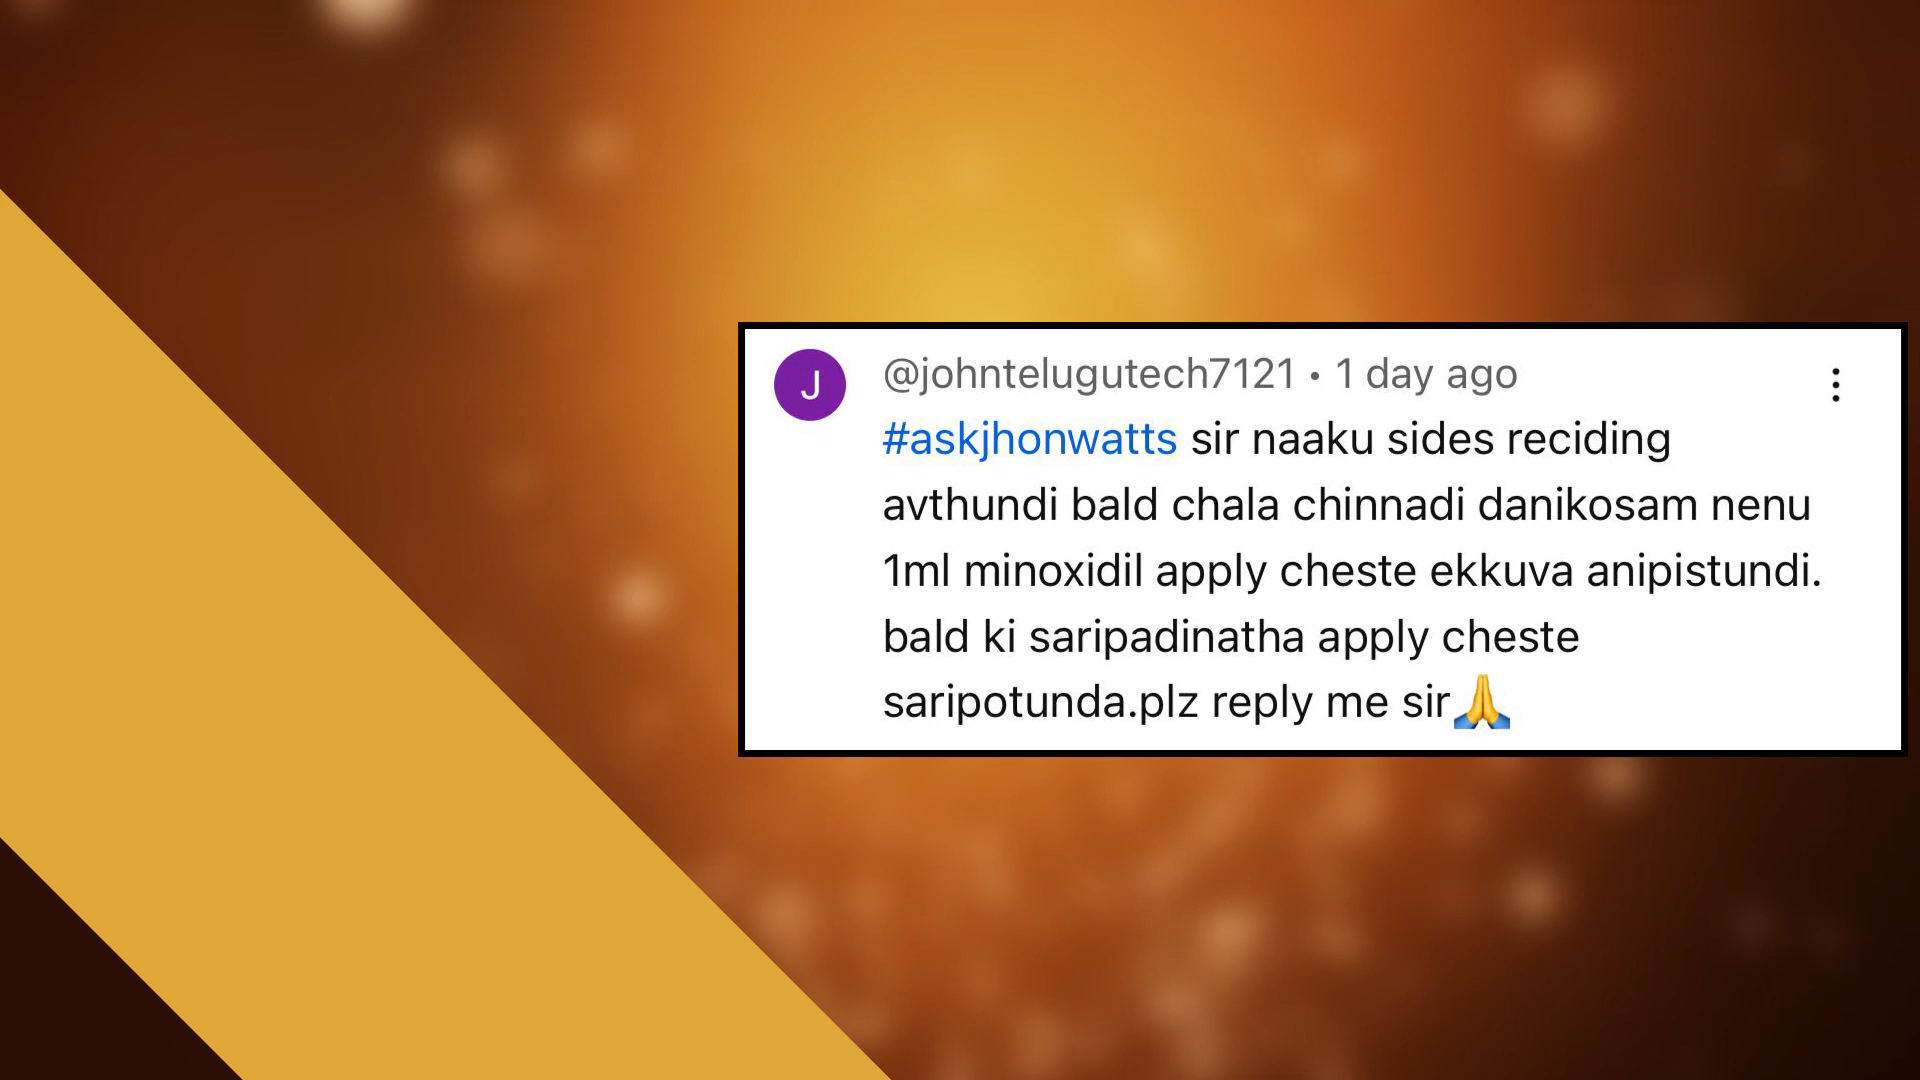 J
@johntelugutech7121 • 1 day ago
#askjhonwatts sir naaku sides reciding
avthundi bald chala chinnadi danikosam nenu
1ml minoxidil apply cheste ekkuva anipistundi.
bald ki saripadinatha apply cheste
saripotunda.plz reply me sir🙏